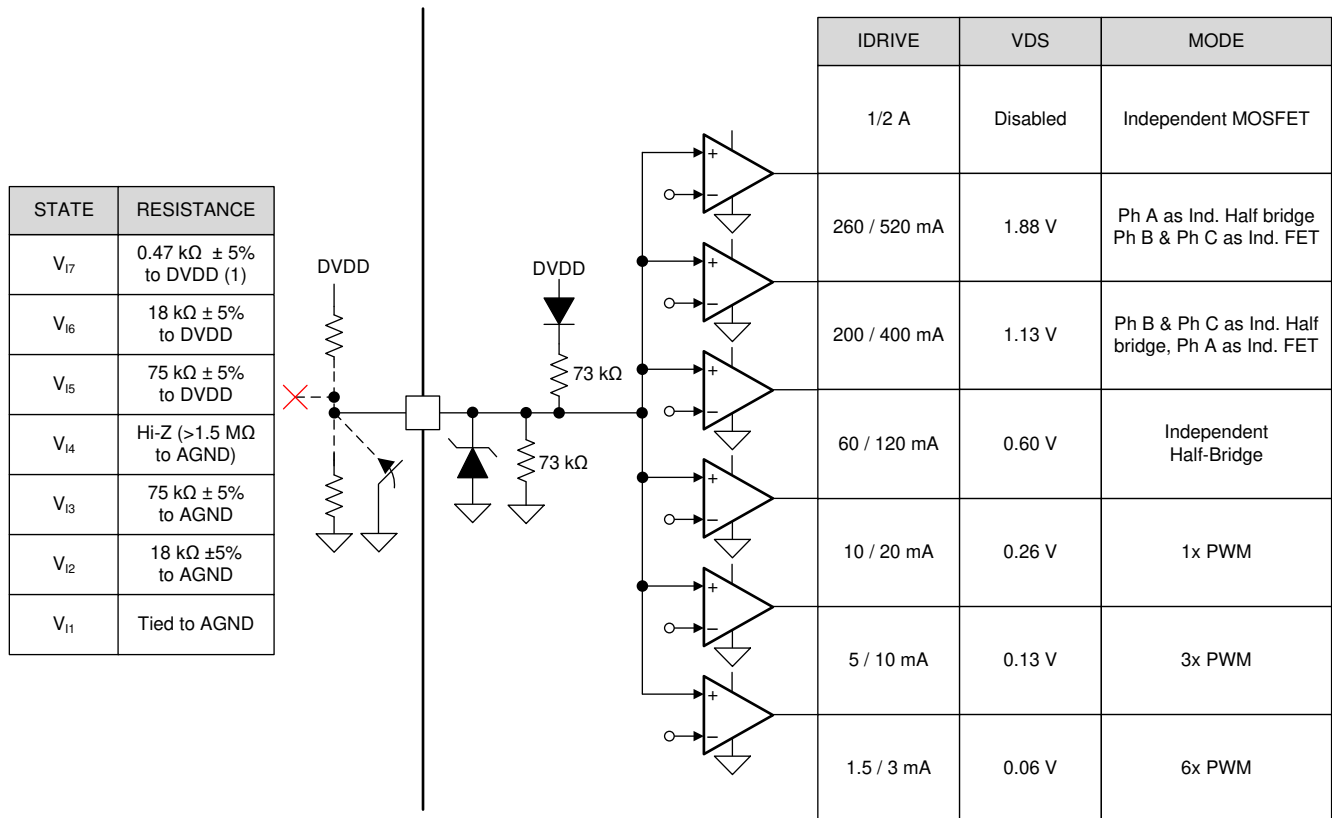 STATE RESISTANCE
V_I7 0.47 kΩ ± 5%
to DVDD (1)
V_I6 18 kΩ ± 5%
to DVDD
V_I5 75 kΩ ± 5%
to DVDD
V_I4 Hi-Z (>1.5 MΩ
to AGND)
V_I3 75 kΩ ± 5%
to AGND
V_I2 18 kΩ ±5%
to AGND
V_I1 Tied to AGND
DVDD
DVDD
73 kΩ
73 kΩ
+
−
+
−
+
−
+
−
+
−
+
−
IDRIVE VDS MODE
1/2 A Disabled Independent MOSFET
260 / 520 mA 1.88 V Ph A as Ind. Half bridge
Ph B & Ph C as Ind. FET
200 / 400 mA 1.13 V Ph B & Ph C as Ind. Half
bridge, Ph A as Ind. FET
60 / 120 mA 0.60 V Independent
Half-Bridge
10 / 20 mA 0.26 V 1x PWM
5 / 10 mA 0.13 V 3x PWM
1.5 / 3 mA 0.06 V 6x PWM